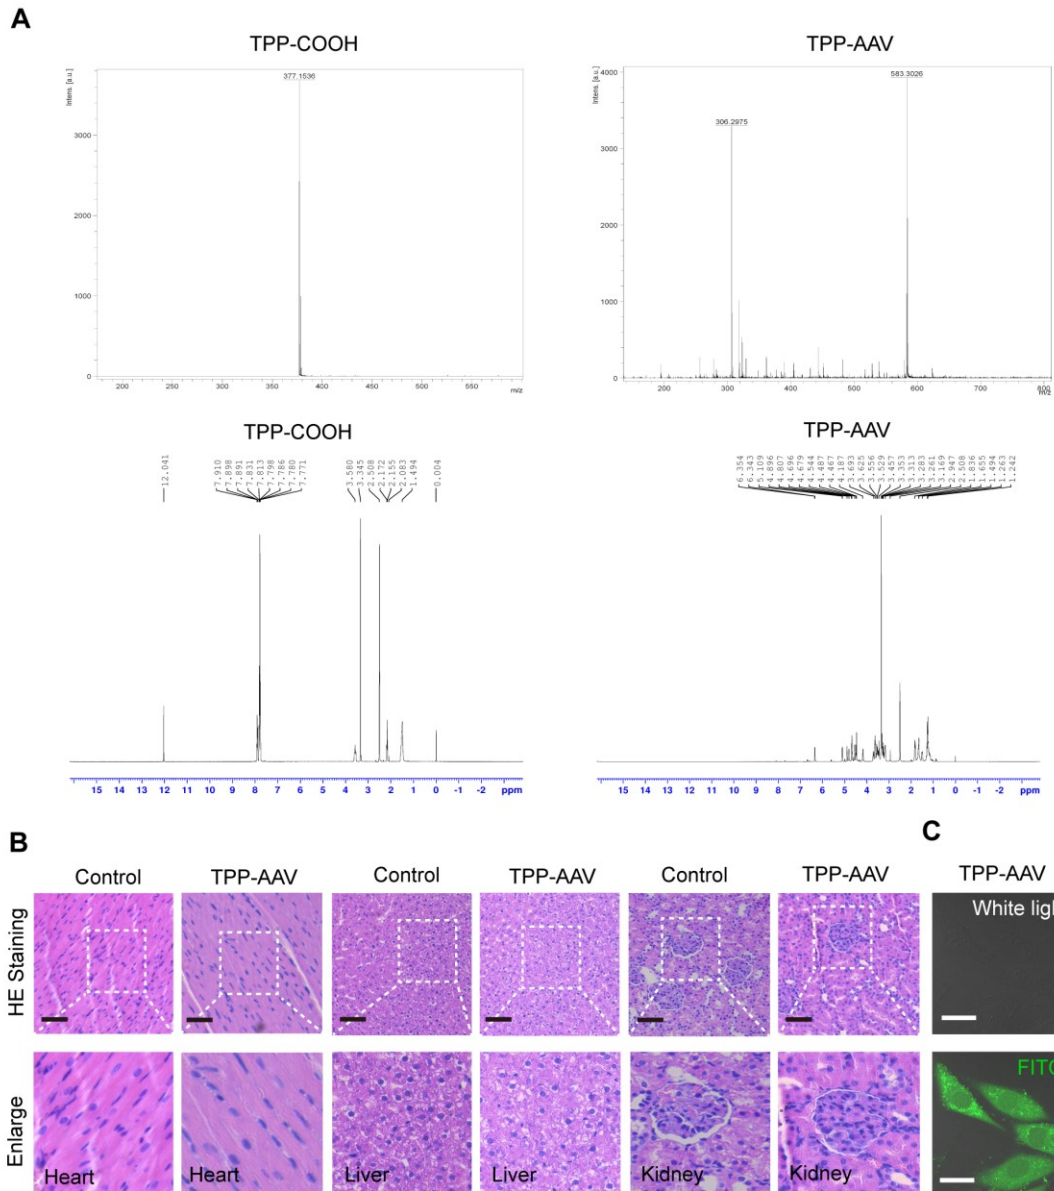 A
TPP-COOH
TPP-AAV
Intens. [a.u.]
377.1536
3000
2000
1000
0
200
250
300
350
400
450
500
550
m/z
Intens. [a.u.]
4000
3000
2000
1000
0
306.2975
583.3026
200
300
400
500
600
700
800
m/z
TPP-COOH
TPP-AAV
12.041
7.910
7.898
7.891
7.831
7.813
7.798
7.786
7.780
7.771
3.580
3.345
2.508
2.172
2.155
2.083
1.494
0.004
6.354
6.343
5.109
4.896
4.807
4.696
4.679
4.544
4.487
4.467
4.187
3.693
3.625
3.556
3.529
3.457
3.353
3.313
3.283
3.261
3.169
2.947
2.508
1.836
1.655
1.494
1.263
1.242
15 14 13 12 11 10 9 8 7 6 5 4 3 2 1 0 -1 -2 ppm
15 14 13 12 11 10 9 8 7 6 5 4 3 2 1 0 -1 -2 ppm
B
C
Control
TPP-AAV
Control
TPP-AAV
Control
TPP-AAV
TPP-AAV
HE Staining
White ligh
Enlarge
Heart
Heart
Liver
Liver
Kidney
Kidney
FITC